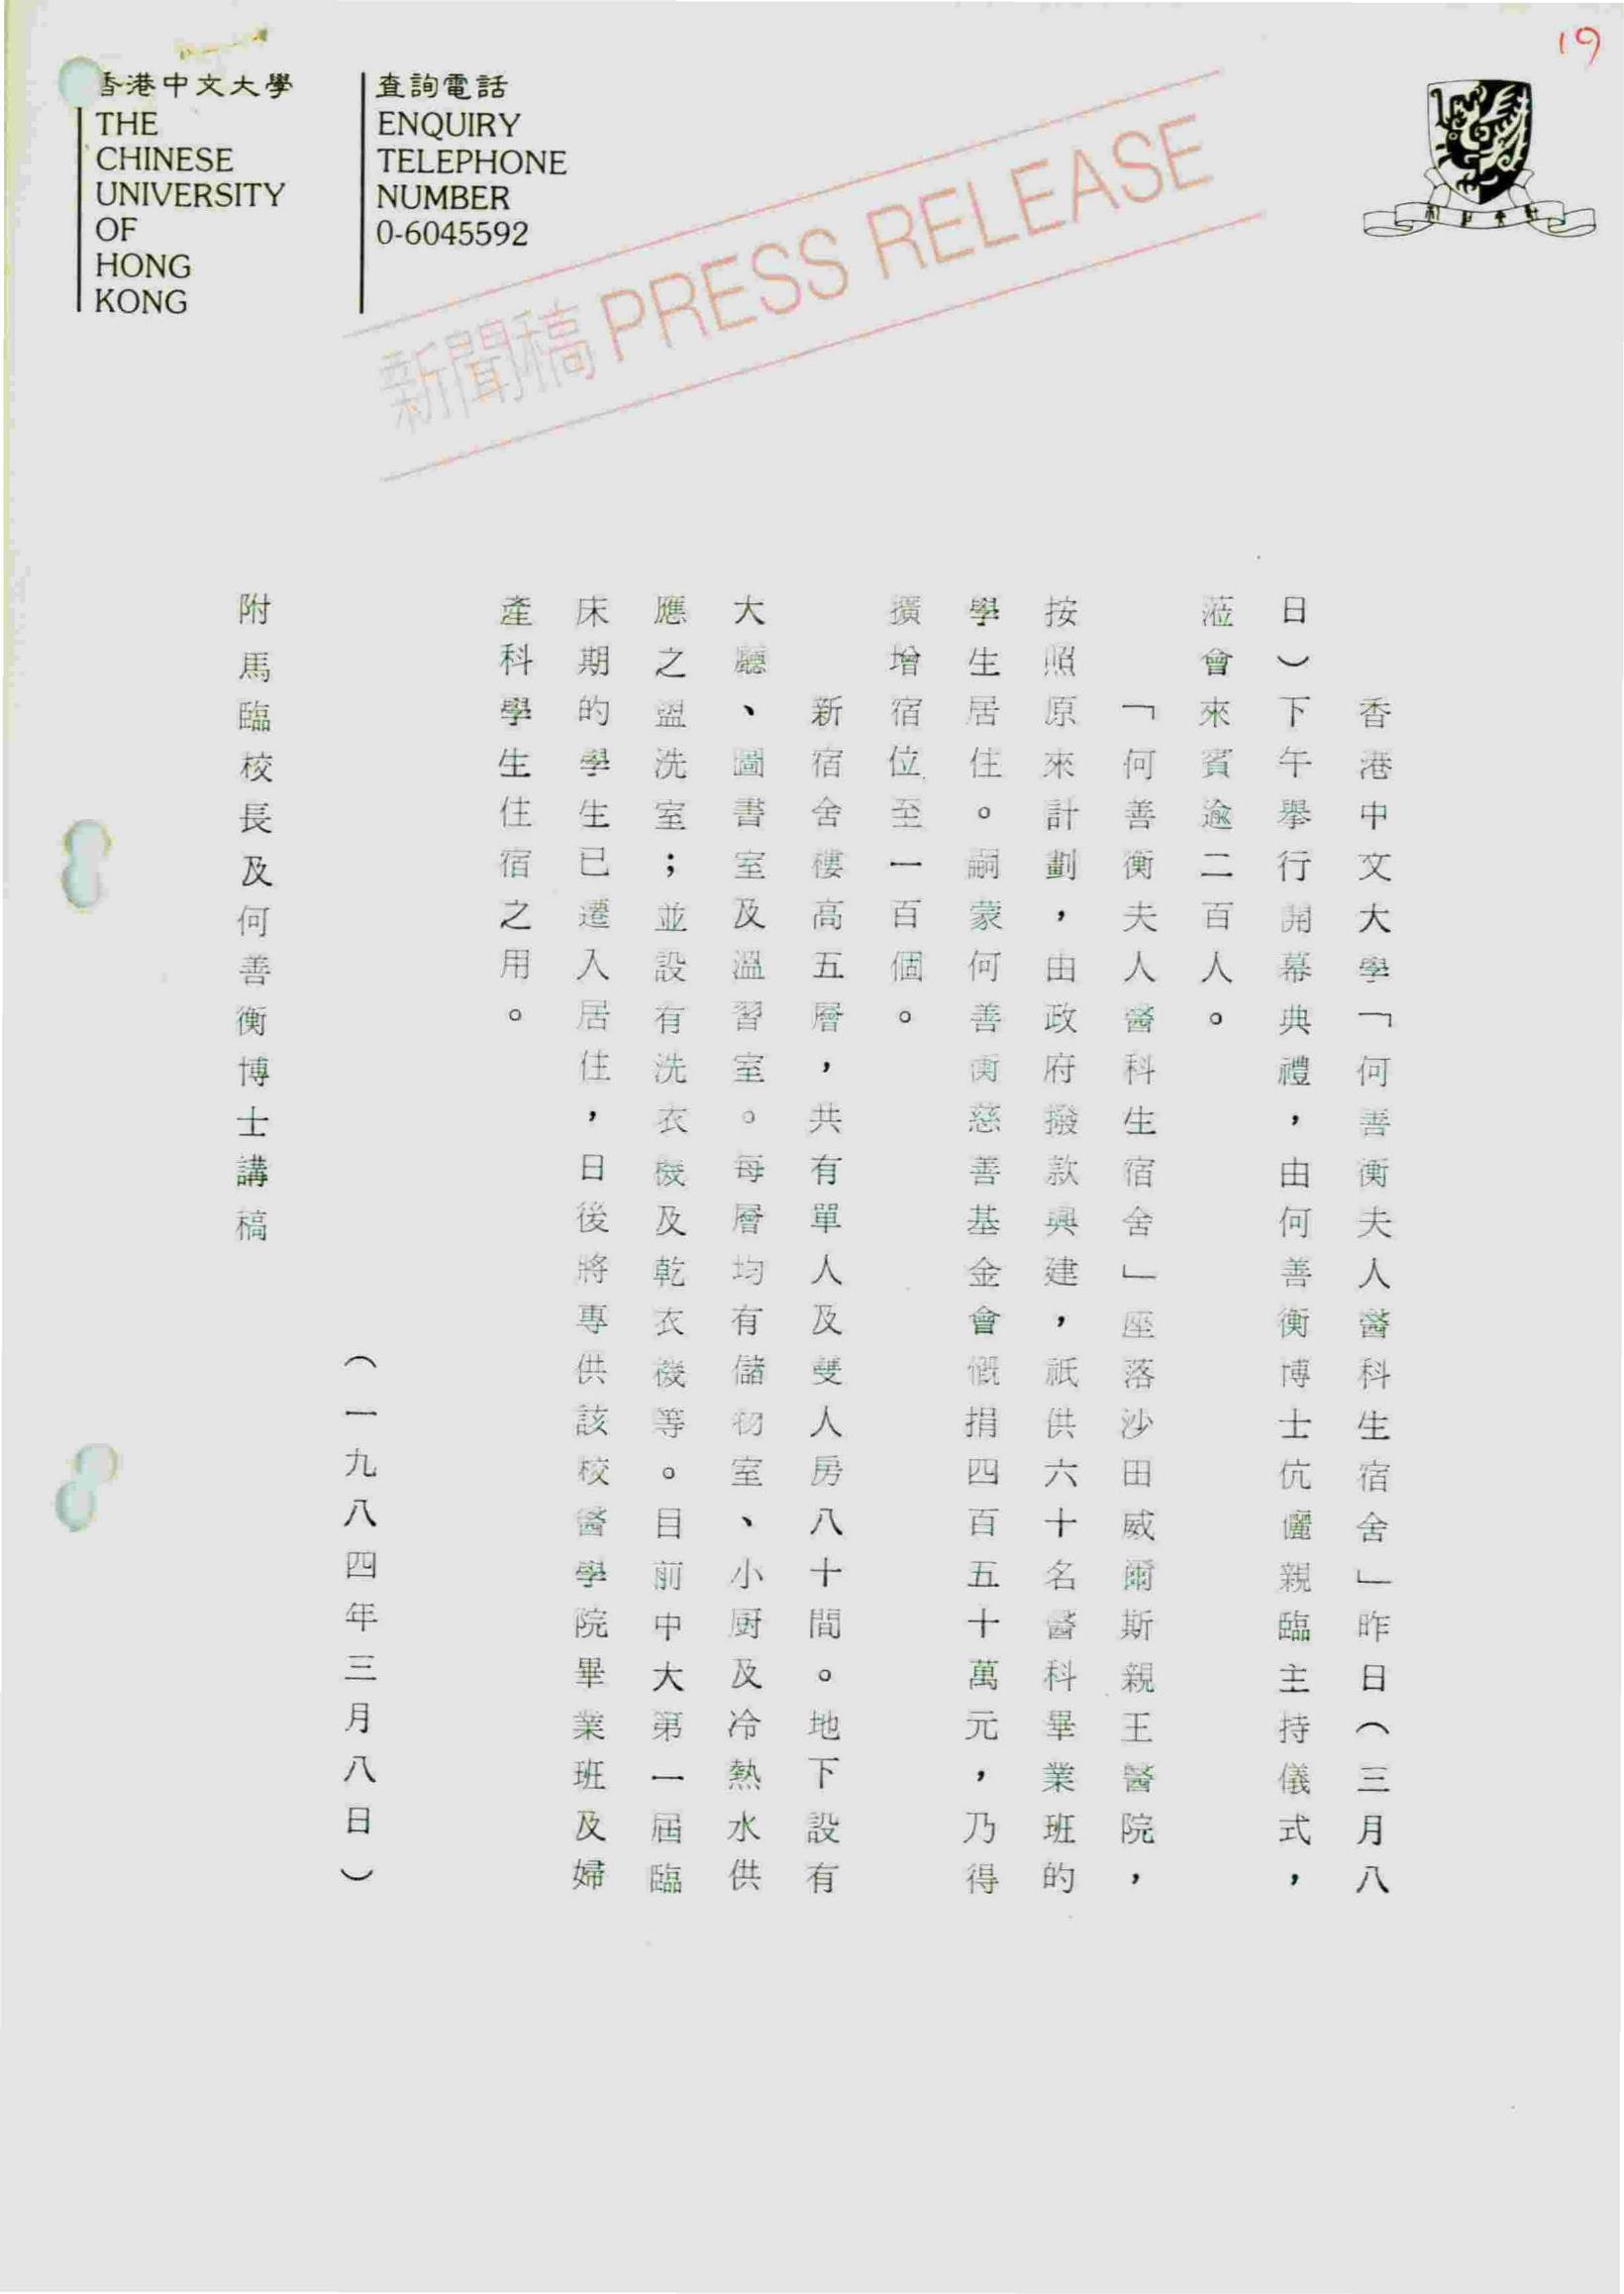 19
香港中文大學
THE
CHINESE
UNIVERSITY
OF
HONG
KONG
查詢電話
ENQUIRY
TELEPHONE
NUMBER
0-6045592
新聞稿 PRESS RELEASE
香港中文大學「何善衡夫人醫科生宿舍」昨日（三月八
日）下午舉行開幕典禮，由何善衡博士伉儷親臨主持儀式，
蒞會來賓逾二百人。
「何善衡夫人醫科生宿舍」座落沙田威爾斯親王醫院，
按照原來計劃，由政府撥款興建，祇供六十名醫科畢業班的
學生居住。嗣蒙何善衡慈善基金會慨捐四百五十萬元，乃得
擴增宿位至一百個。
新宿舍樓高五層，共有單人及雙人房八十間。地下設有
大廳、圖書室及溫習室。每層均有儲物室、小厨及冷熱水供
應之盥洗室；並設有洗衣機及乾衣機等。目前中大第一屆臨
床期的學生已遷入居住，日後將專供該校醫學院畢業班及婦
產科學生住宿之用。
（一九八四年三月八日）
附馬臨校長及何善衡博士講稿